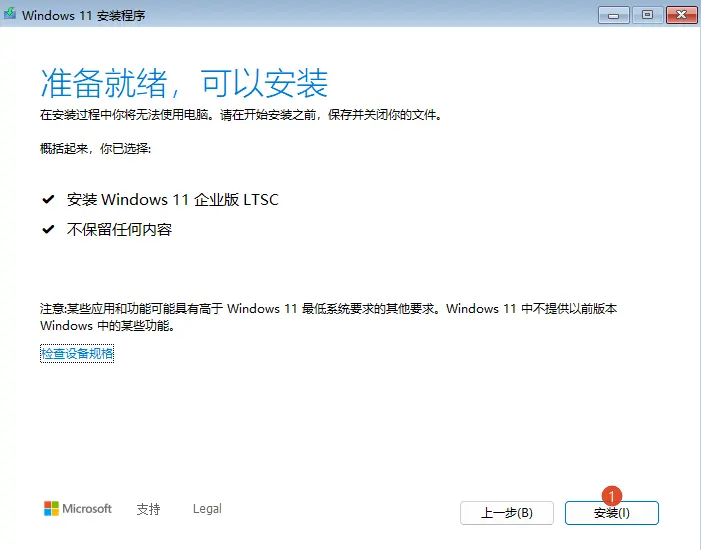 Windows 11 安装程序
准备就绪，可以安装
在安装过程中你将无法使用电脑。请在开始安装之前，保存并关闭你的文件。
概括起来，你已选择:
安装 Windows 11 企业版 LTSC
不保留任何内容
注意:某些应用和功能可能具有高于 Windows 11 最低系统要求的其他要求。Windows 11 中不提供以前版本
Windows 中的某些功能。
检查设备规格
Microsoft 支持 Legal 上一步(B) 安装(I)
1